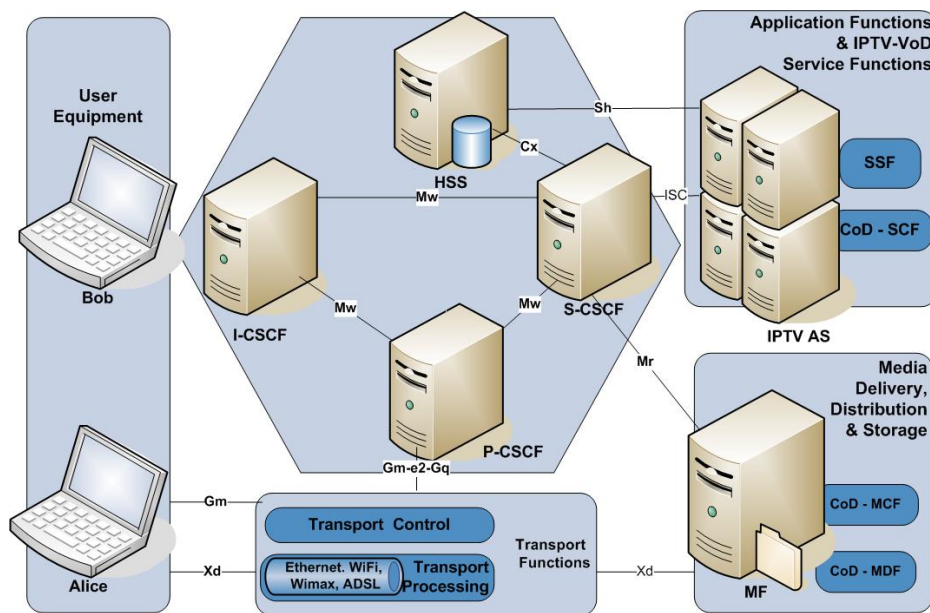 User
Equipment
Bob
Alice
HSS
Cx
Sh
Mw
I-CSCF
S-CSCF
ISC
Mw
Mw
P-CSCF
Mr
Gm-e2-Gq
Application Functions
& IPTV-VoD
Service Functions
SSF
CoD - SCF
IPTV AS
Media
Delivery,
Distribution
& Storage
CoD - MCF
CoD - MDF
MF
Gm
Xd
Transport Control
Ethernet. WiFi,
Wimax, ADSL
Transport
Processing
Transport
Functions
Xd